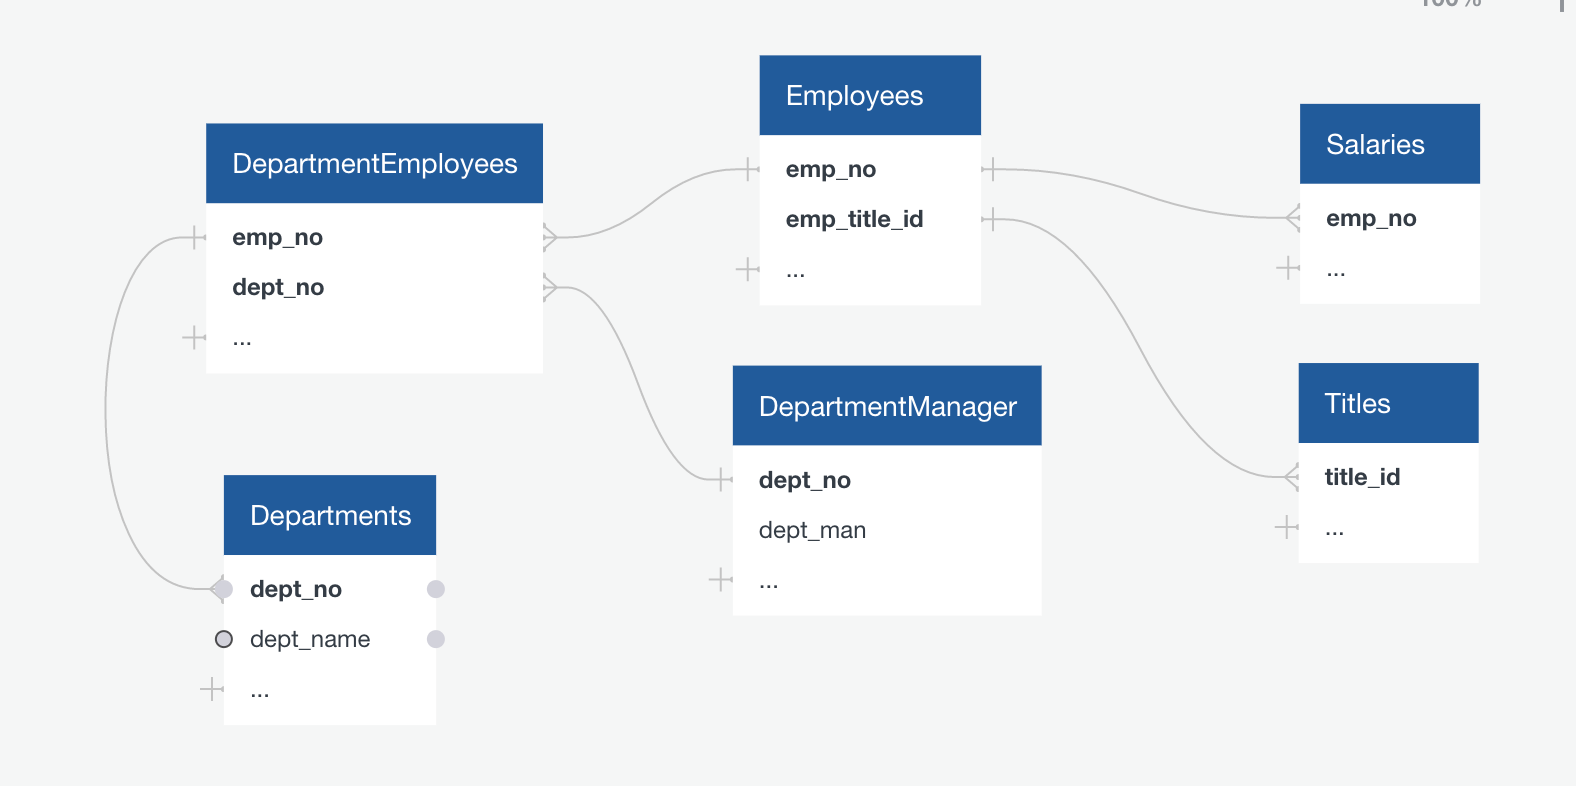 DepartmentEmployees
emp_no
dept_no
...
Employees
emp_no
emp_title_id
...
Salaries
emp_no
...
Departments
dept_no
dept_name
...
DepartmentManager
dept_no
dept_man
...
Titles
title_id
...